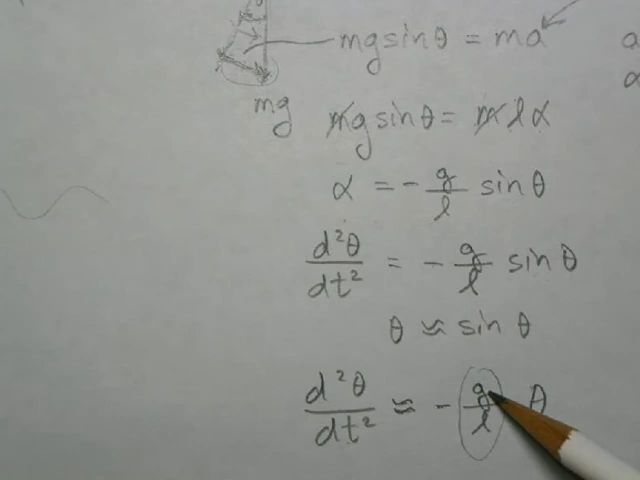 mg sin θ = ma
a
α
mg
mg sin θ = m l α
α = - g/l sin θ
d²θ/dt² = - g/l sin θ
θ ≈ sin θ
d²θ/dt² ≈ - g/l θ